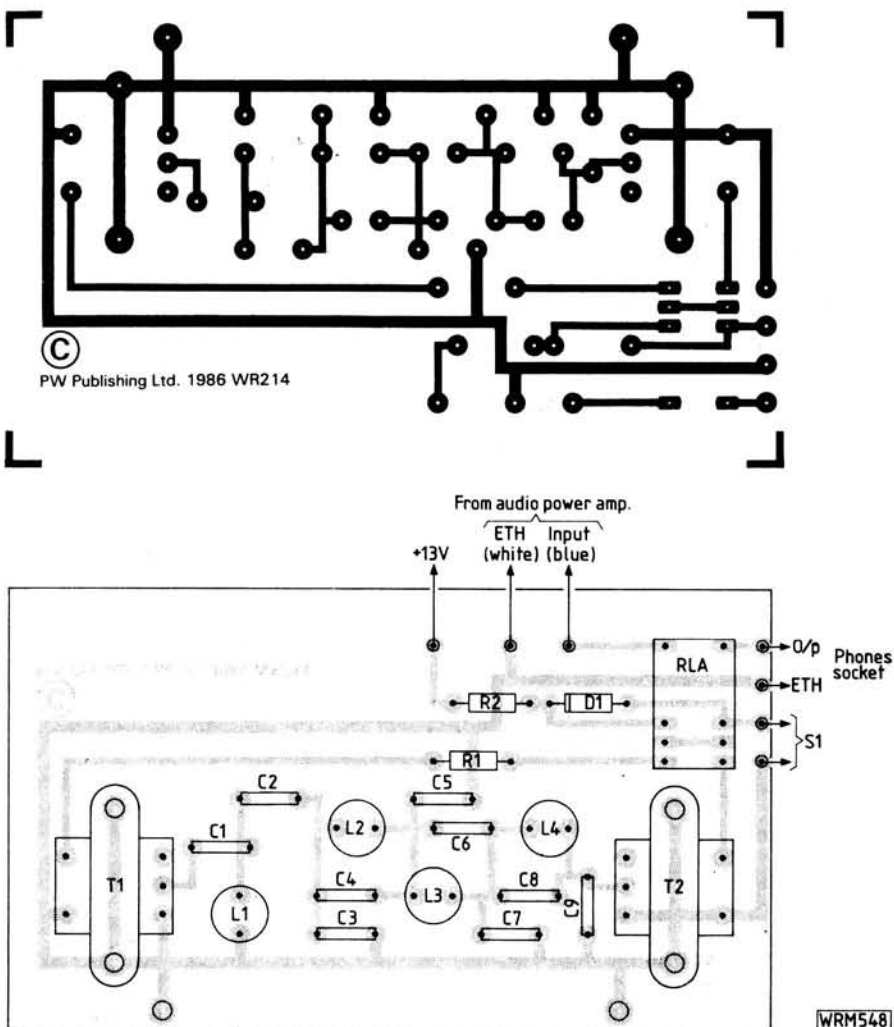 ©
PW Publishing Ltd. 1986 WR214
From audio power amp.
ETH Input
+13V (white) (blue)
RLA
O/p
Phones
socket
ETH
S1
R2
D1
R1
C2
C5
L2
C6
L4
C1
T1
L1
C4
L3
C8
C9
T2
C3
C7
WRM548